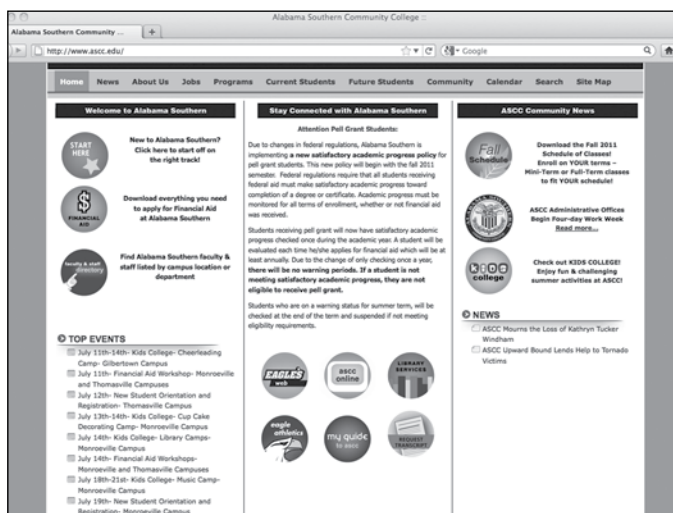 Alabama Southern Community College ::
Alabama Southern Community ...
+
http://www.ascc.edu/
Google
Home News About Us Jobs Programs Current Students Future Students Community Calendar Search Site Map
Welcome to Alabama Southern
START
HERE
New to Alabama Southern?
Click here to start off on
the right track!
$
FINANCIAL
AID
Download everything you need
to apply for Financial Aid
at Alabama Southern
faculty & staff
directory
Find Alabama Southern faculty &
staff listed by campus location or
department
TOP EVENTS
July 11th-14th- Kids College- Cheerleading
Camp- Gilbertown Campus
July 11th- Financial Aid Workshop- Monroeville
and Thomasville Campuses
July 12th- New Student Orientation and
Registration- Thomasville Campus
July 13th-14th- Kids College- Cup Cake
Decorating Camp- Monroeville Campus
July 14th- Kids College- Library Camps-
Monroeville Campus
July 14th- Financial Aid Workshops-
Monroeville and Thomasville Campuses
July 18th-21st- Kids College- Music Camp-
Monroeville Campus
July 19th- New Student Orientation and
Registration- Monroeville Campus
Stay Connected with Alabama Southern
Attention Pell Grant Students:
Due to changes in federal regulations, Alabama Southern is
implementing a new satisfactory academic progress policy for
pell grant students. This new policy will begin with the fall 2011
semester. Federal regulations require that all students receiving
federal aid must make satisfactory academic progress toward
completion of a degree or certificate. Academic progress must be
monitored for all terms of enrollment, whether or not financial aid
was received.
Students receiving pell grant will now have satisfactory academic
progress checked once during the academic year. A student will be
evaluated each time he/she applies for financial aid which will be at
least annually. Due to the change of only checking once a year,
there will be no warning periods. If a student is not
meeting satisfactory academic progress, they are not
eligible to receive pell grant.
Students who are on a warning status for summer term, will be
checked at the end of the term and suspended if not meeting
eligibility requirements.
EAGLE'S
web
ascc
online
LIBRARY
SERVICES
eagle
athletics
my guide
to ascc
REQUEST
TRANSCRIPT
ASCC Community News
Fall
Schedule
Download the Fall 2011
Schedule of Classes!
Enroll on YOUR terms –
Mini-Term or Full-Term classes
to fit YOUR schedule!
ASCC Administrative Offices
Begin Four-day Work Week
Read more...
kids
college
Check out KIDS COLLEGE!
Enjoy fun & challenging
summer activities at ASCC!
NEWS
ASCC Mourns the Loss of Kathryn Tucker
Windham
ASCC Upward Bound Lends Help to Tornado
Victims